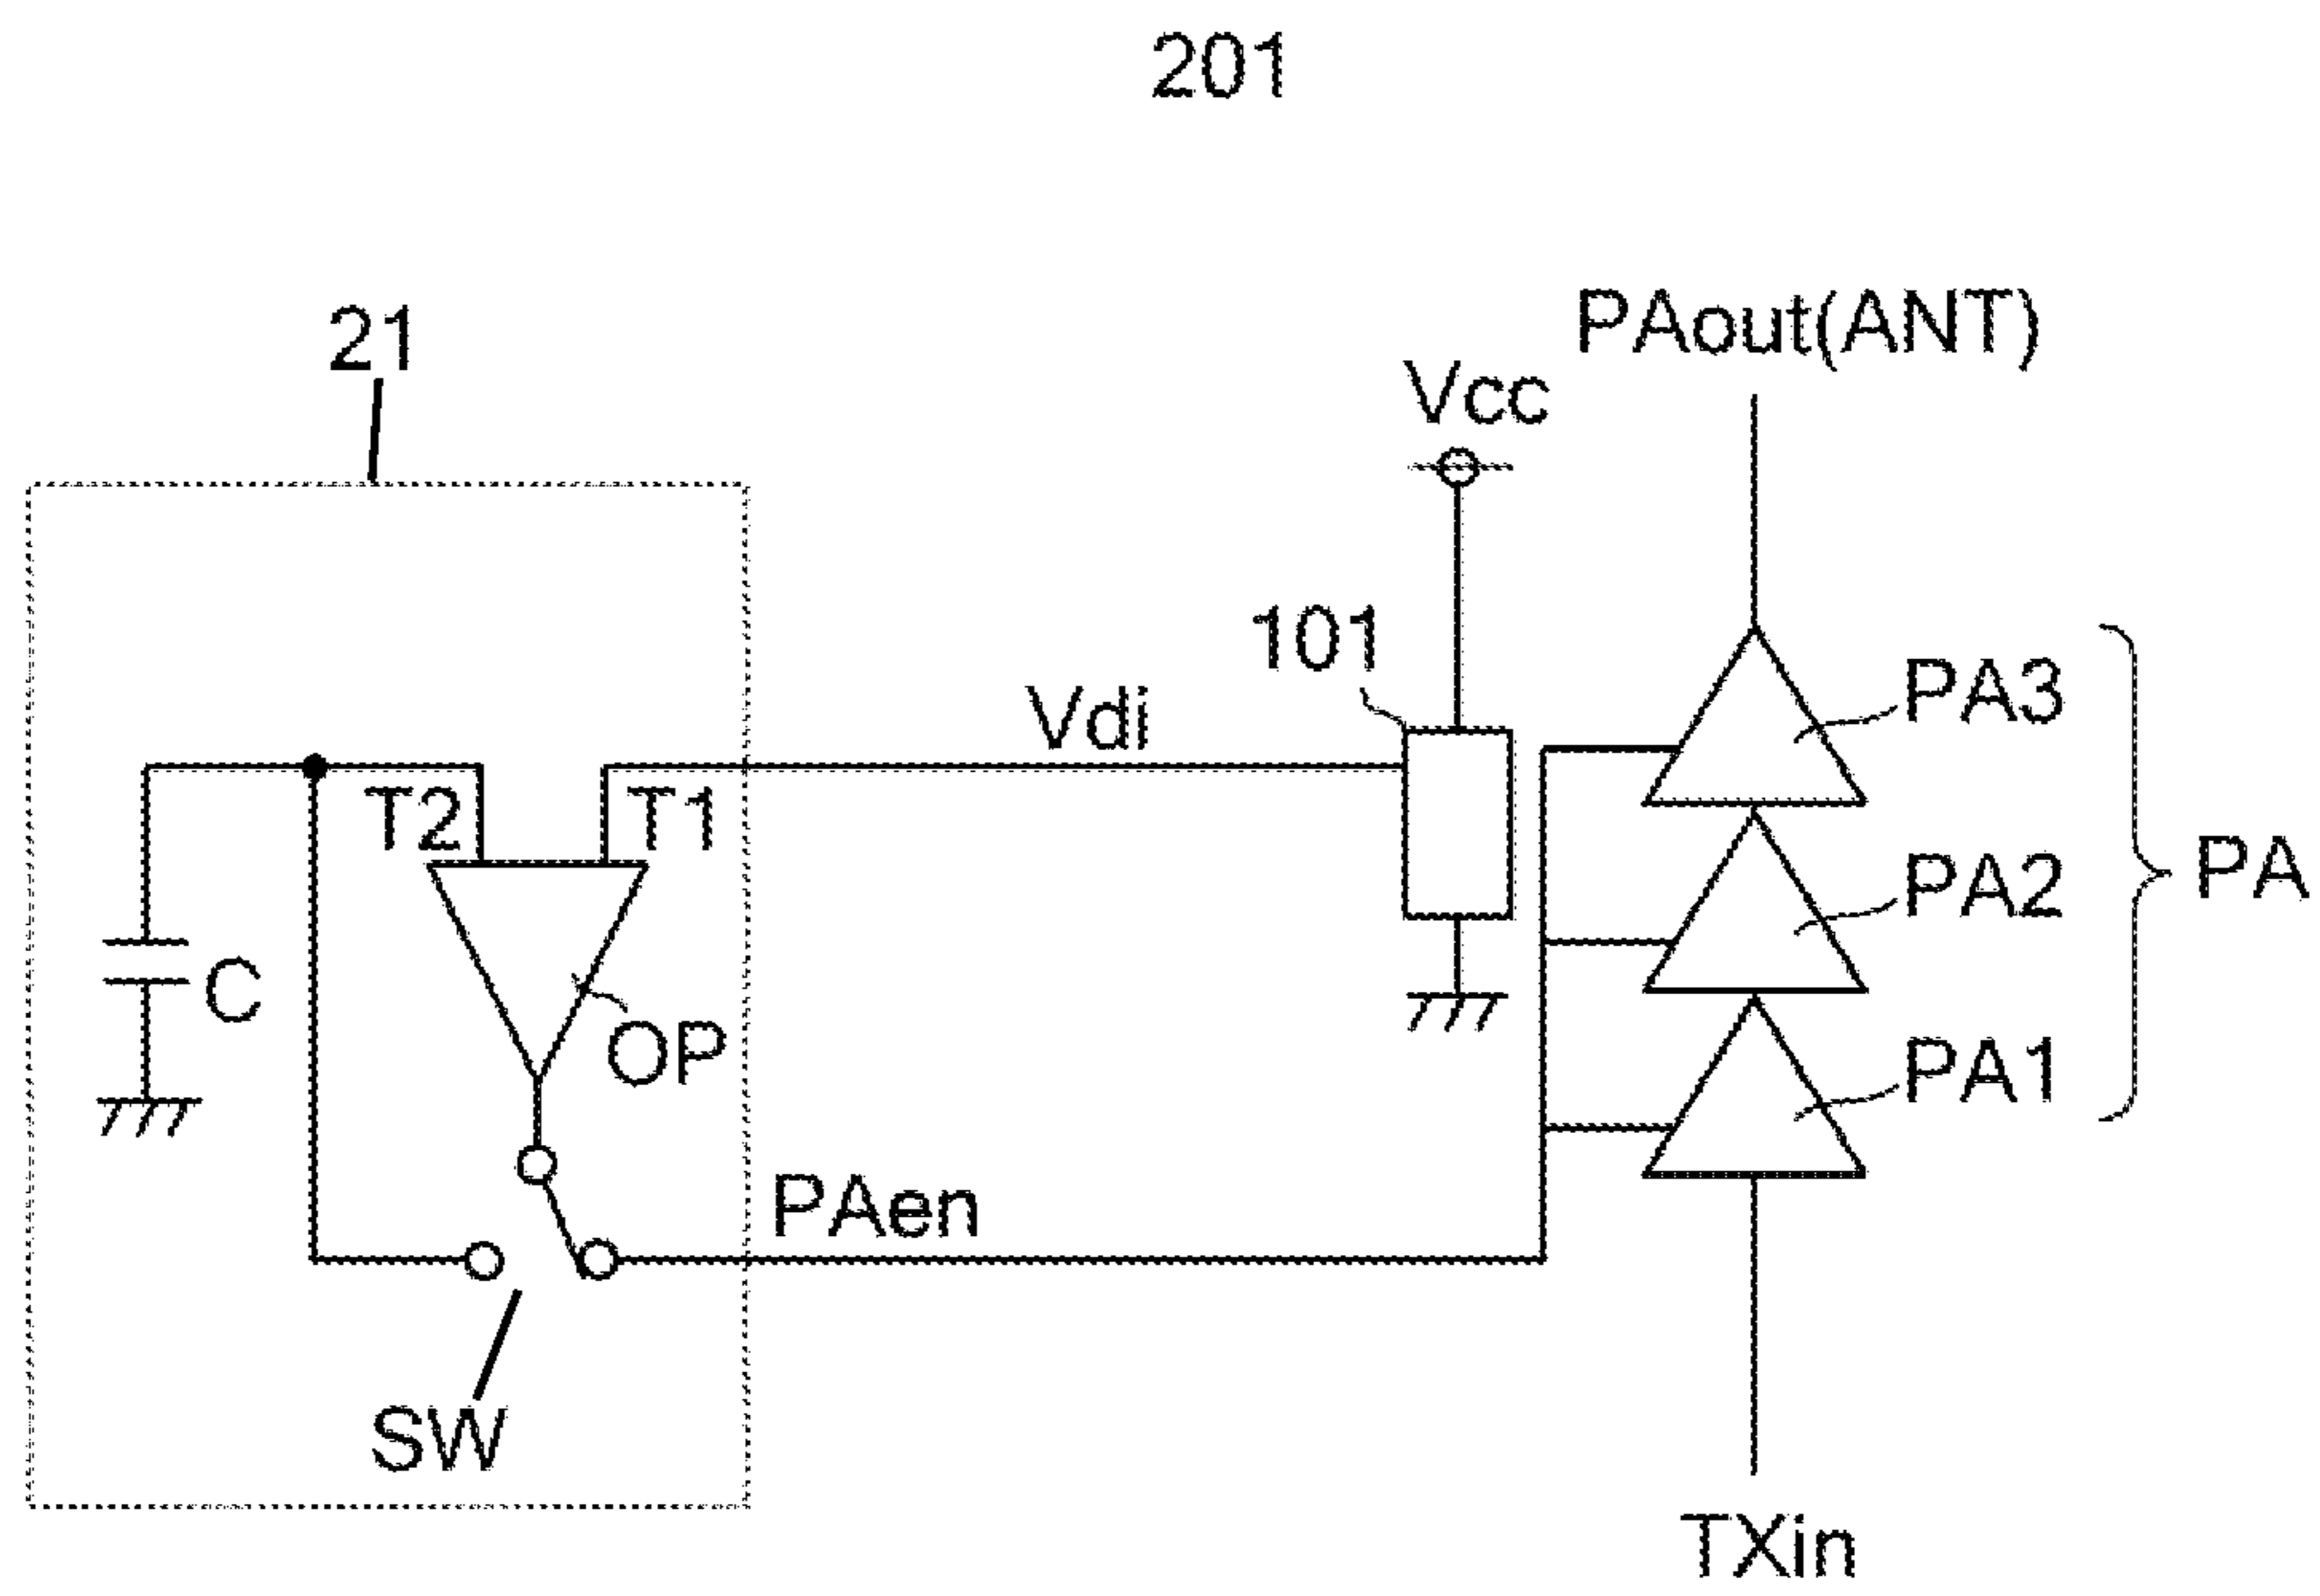 201
21
PAout(ANT)
Vcc
101
Vdi
PA3
T2
T1
PA2
PA
C
OP
PA1
PAen
SW
TXin